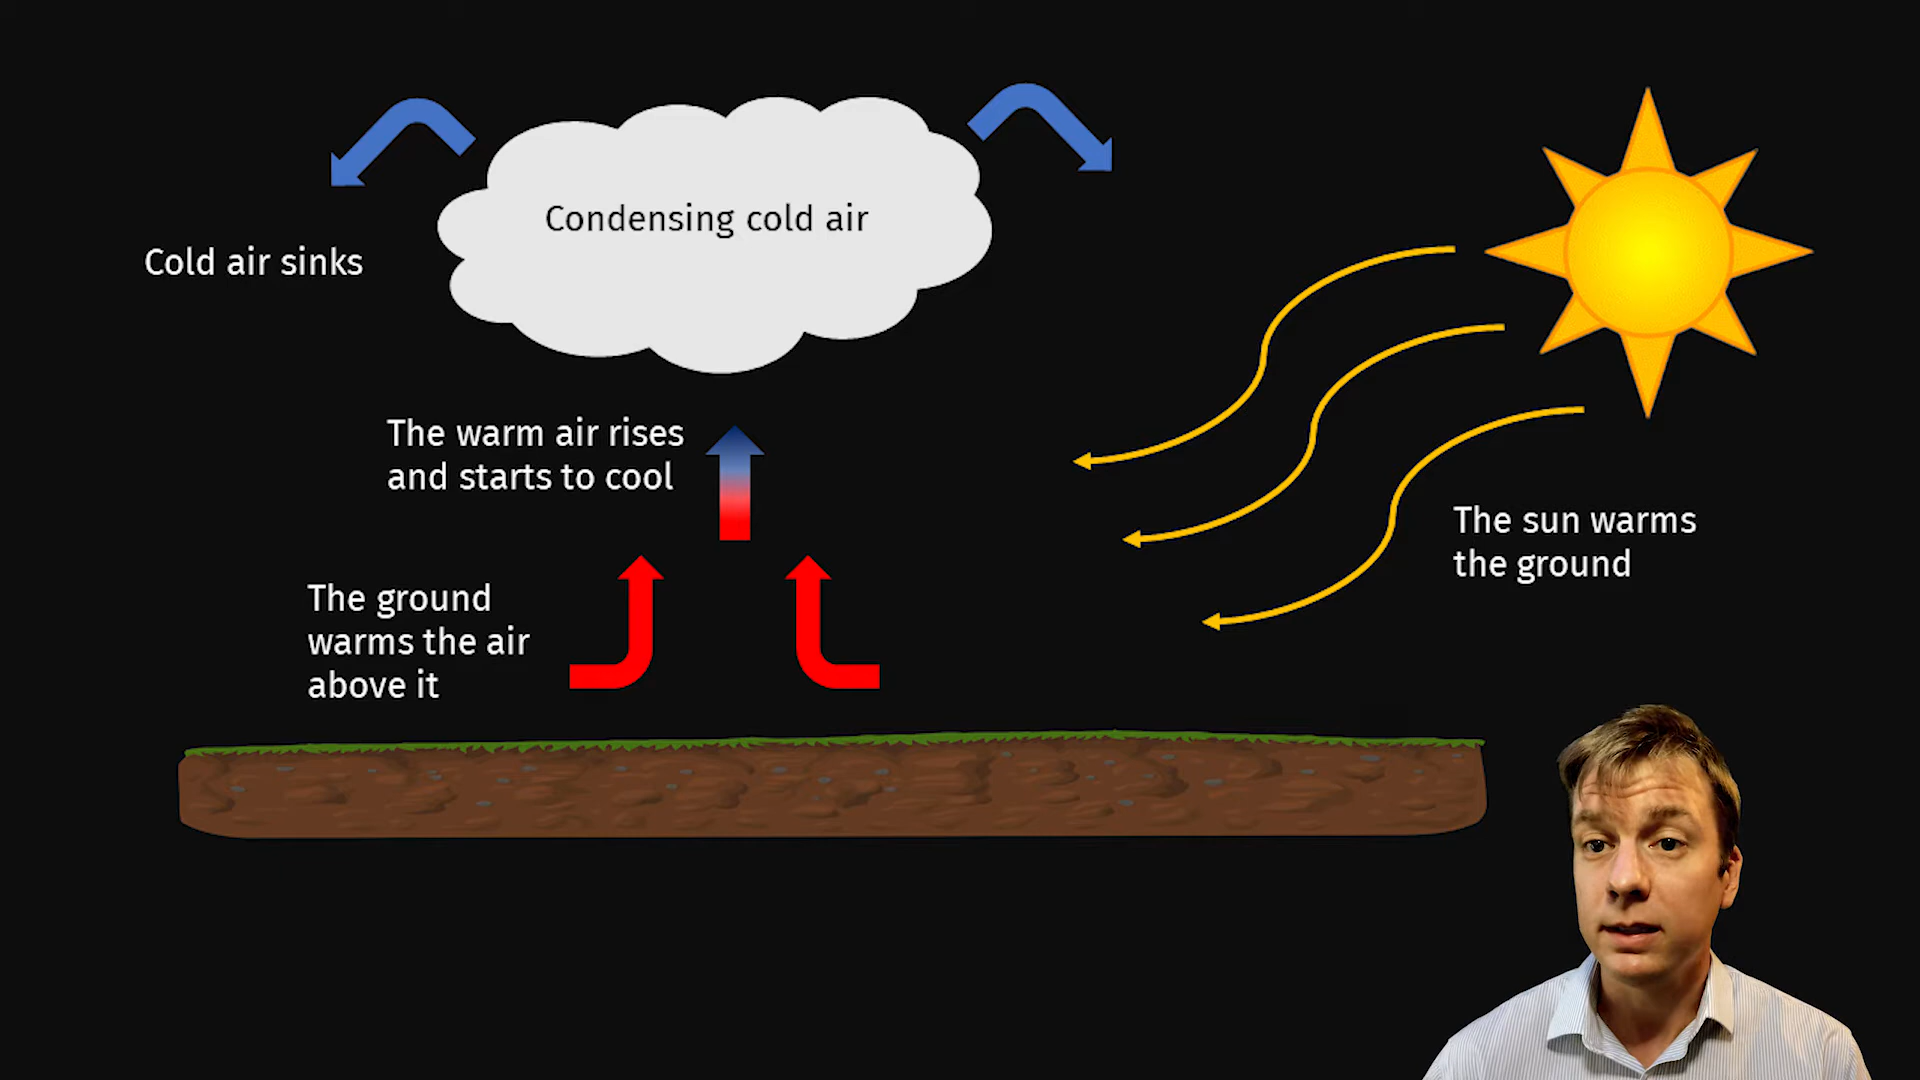 Condensing cold air
Cold air sinks
The warm air rises
and starts to cool
The sun warms
the ground
The ground
warms the air
above it